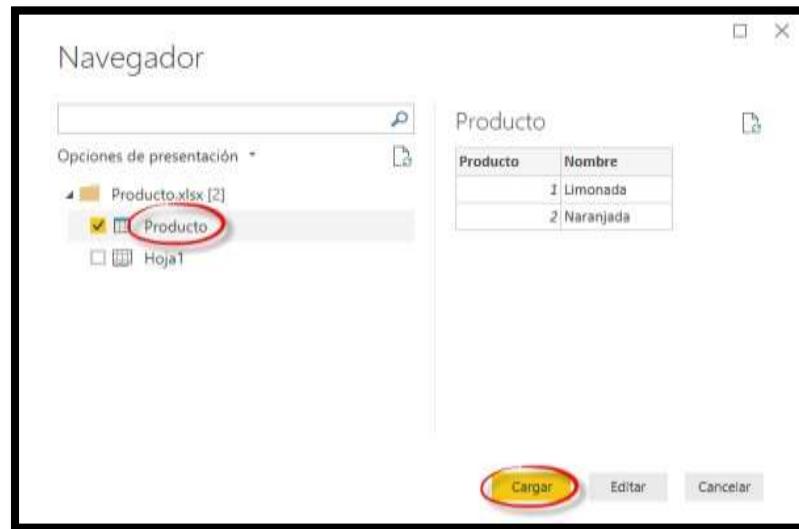 Navegador
Opciones de presentación
Producto.xlsx [2]
Producto
Hoja1
Producto
Producto Nombre
1 Limonada
2 Naranjada
Cargar Editar Cancelar